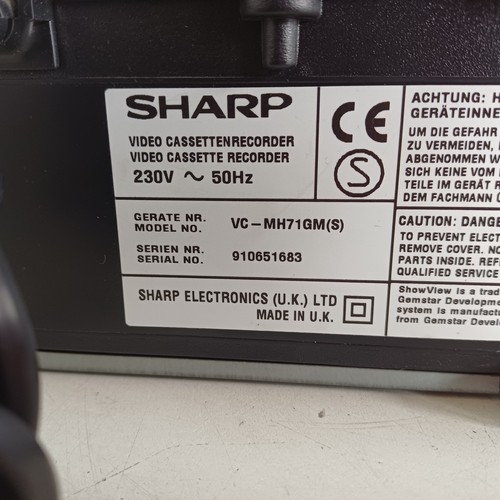 SHARP
VIDEO CASSETTENRECORDER
VIDEO CASSETTE RECORDER
230V ~ 50Hz
CE
S
GERÄTE NR.
MODEL NO.
VC-MH71GM(S)
SERIEN NR.
SERIAL NO.
910651683
SHARP ELECTRONICS (U.K.) LTD
MADE IN U.K.
ACHTUNG:
GERÄTEINNE
UM DIE GEFAHR
ZU VERMEIDEN,
ABGENOMMEN W
SICH KEINE VOM
TEILE IM GERÄT
DEM FACHMANN
CAUTION: DANGE
TO PREVENT ELECT
REMOVE COVER. NO
PARTS INSIDE. REF
QUALIFIED SERVICE
ShowView is a trad
Gemstar Developm
system is manufact
from Gemstar Devel